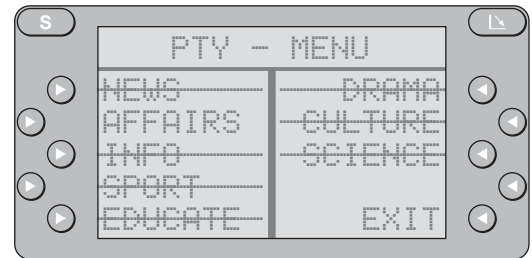 S
PTY - MENU
NEWS
DRAMA
AFFAIRS
CULTURE
INFO
SCIENCE
SPORT
EDUCATE
EXIT